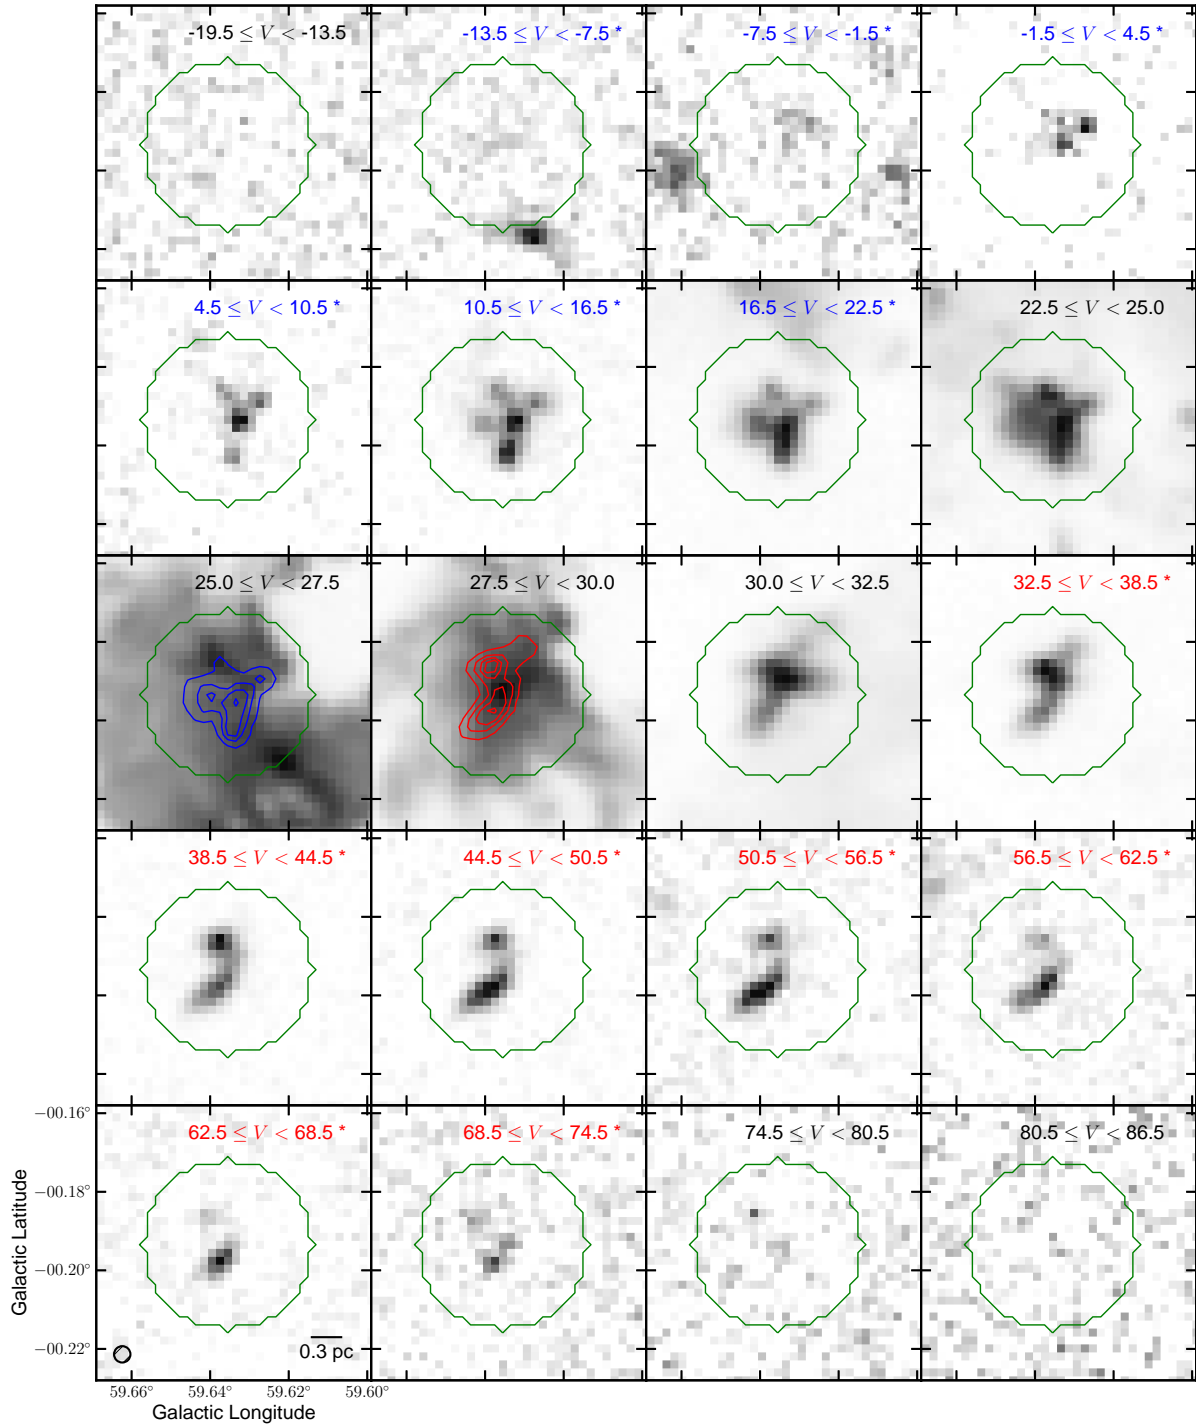 -19.5 ≤ V < -13.5
-13.5 ≤ V < -7.5 *
-7.5 ≤ V < -1.5 *
-1.5 ≤ V < 4.5 *
4.5 ≤ V < 10.5 *
10.5 ≤ V < 16.5 *
16.5 ≤ V < 22.5 *
22.5 ≤ V < 25.0
25.0 ≤ V < 27.5
27.5 ≤ V < 30.0
30.0 ≤ V < 32.5
32.5 ≤ V < 38.5 *
38.5 ≤ V < 44.5 *
44.5 ≤ V < 50.5 *
50.5 ≤ V < 56.5 *
56.5 ≤ V < 62.5 *
62.5 ≤ V < 68.5 *
68.5 ≤ V < 74.5 *
74.5 ≤ V < 80.5
80.5 ≤ V < 86.5
−00.16°
−00.18°
−00.20°
−00.22°
Galactic Latitude
0.3 pc
59.66°
59.64°
59.62°
59.60°
Galactic Longitude